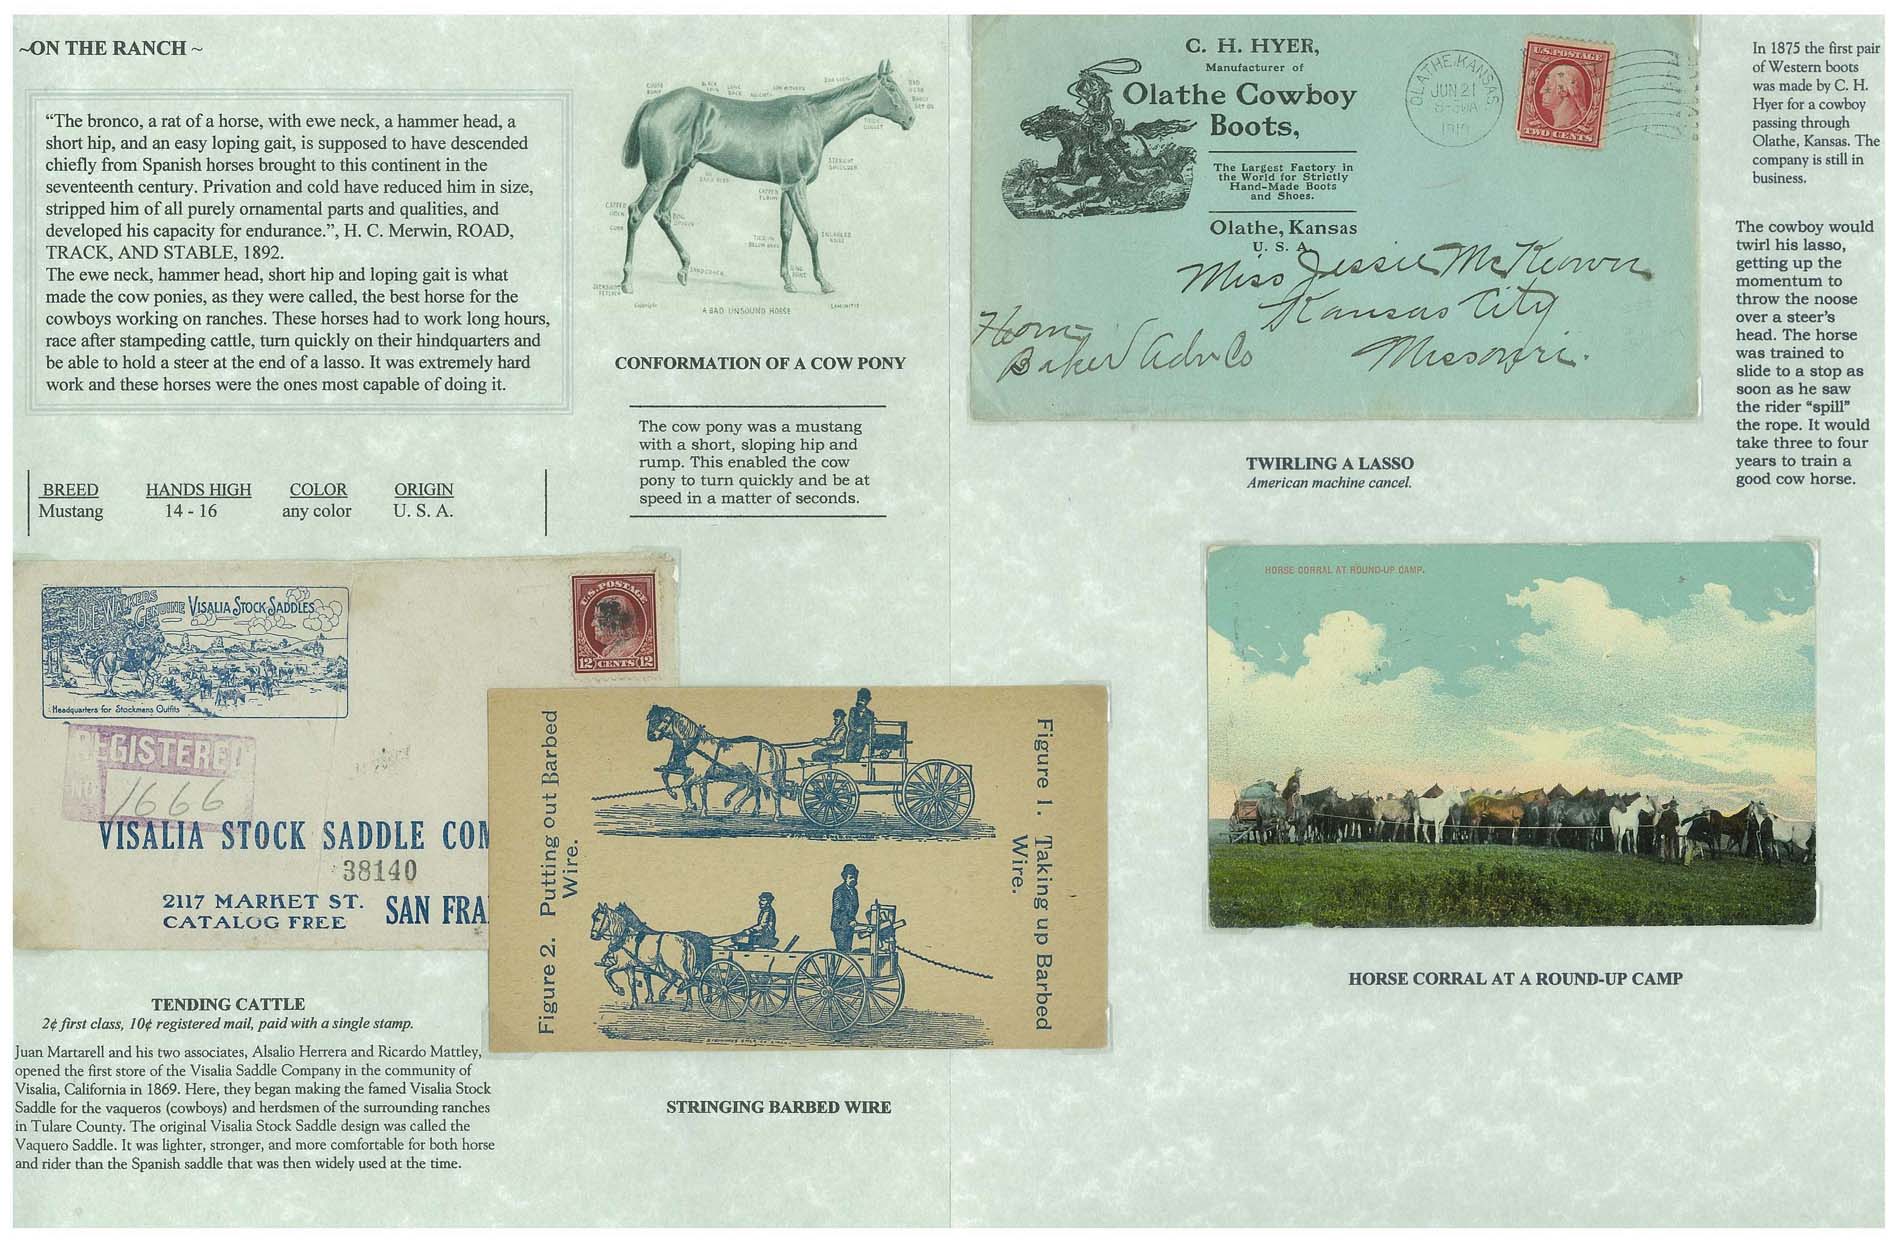 ~ON THE RANCH ~
“The bronco, a rat of a horse, with ewe neck, a hammer head, a
short hip, and an easy loping gait, is supposed to have descended
chiefly from Spanish horses brought to this continent in the
seventeenth century. Privation and cold have reduced him in size,
stripped him of all purely ornamental parts and qualities, and
developed his capacity for endurance.”, H. C. Merwin, ROAD,
TRACK, AND STABLE, 1892.
The ewe neck, hammer head, short hip and loping gait is what
made the cow ponies, as they were called, the best horse for the
cowboys working on ranches. These horses had to work long hours,
race after stampeding cattle, turn quickly on their hindquarters and
be able to hold a steer at the end of a lasso. It was extremely hard
work and these horses were the ones most capable of doing it.
BREED HANDS HIGH COLOR ORIGIN
Mustang 14 - 16 any color U. S. A.
A BAD UNSOUND HORSE
CONFORMATION OF A COW PONY
The cow pony was a mustang
with a short, sloping hip and
rump. This enabled the cow
pony to turn quickly and be at
speed in a matter of seconds.
D.E. WALKERS
GENUINE VISALIA STOCK SADDLES
Headquarters for Stockmens Outfits
U.S. POSTAGE
12 CENTS 12
REGISTERED
NO. 1666
VISALIA STOCK SADDLE COM
38140
2117 MARKET ST.
CATALOG FREE
SAN FRA
TENDING CATTLE
2¢ first class, 10¢ registered mail, paid with a single stamp.
Juan Martarell and his two associates, Alsalio Herrera and Ricardo Mattley,
opened the first store of the Visalia Saddle Company in the community of
Visalia, California in 1869. Here, they began making the famed Visalia Stock
Saddle for the vaqueros (cowboys) and herdsmen of the surrounding ranches
in Tulare County. The original Visalia Stock Saddle design was called the
Vaquero Saddle. It was lighter, stronger, and more comfortable for both horse
and rider than the Spanish saddle that was then widely used at the time.
Figure 2. Putting out Barbed
Wire.
Figure 1. Taking up Barbed
Wire.
STRINGING BARBED WIRE
C. H. HYER,
Manufacturer of
Olathe Cowboy
Boots,
The Largest Factory in
the World for Strictly
Hand-Made Boots
and Shoes.
Olathe, Kansas
U. S. A.
OLATHE, KANSAS
JUN 21
U.S. POSTAGE
TWO CENTS
Miss Jessie McKeown
Kansas City
Missouri.
From
Baker Adv Co
TWIRLING A LASSO
American machine cancel.
In 1875 the first pair
of Western boots
was made by C. H.
Hyer for a cowboy
passing through
Olathe, Kansas. The
company is still in
business.
The cowboy would
twirl his lasso,
getting up the
momentum to
throw the noose
over a steer's
head. The horse
was trained to
slide to a stop as
soon as he saw
the rider “spill”
the rope. It would
take three to four
years to train a
good cow horse.
HORSE CORRAL AT ROUND-UP CAMP.
HORSE CORRAL AT A ROUND-UP CAMP